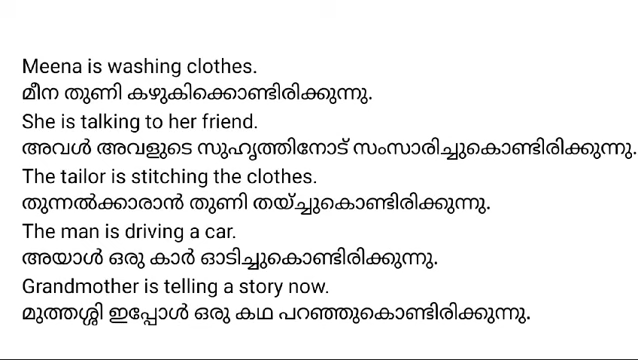 Meena is washing clothes.
മീന തുണി കഴുകിക്കൊണ്ടിരിക്കുന്നു.
She is talking to her friend.
അവൾ അവളുടെ സുഹൃത്തിനോട് സംസാരിച്ചുകൊണ്ടിരിക്കുന്നു.
The tailor is stitching the clothes.
തുന്നൽക്കാരാൻ തുണി തയ്ച്ചുകൊണ്ടിരിക്കുന്നു.
The man is driving a car.
അയാൾ ഒരു കാർ ഓടിച്ചുകൊണ്ടിരിക്കുന്നു.
Grandmother is telling a story now.
മുത്തശ്ശി ഇപ്പോൾ ഒരു കഥ പറഞ്ഞുകൊണ്ടിരിക്കുന്നു.